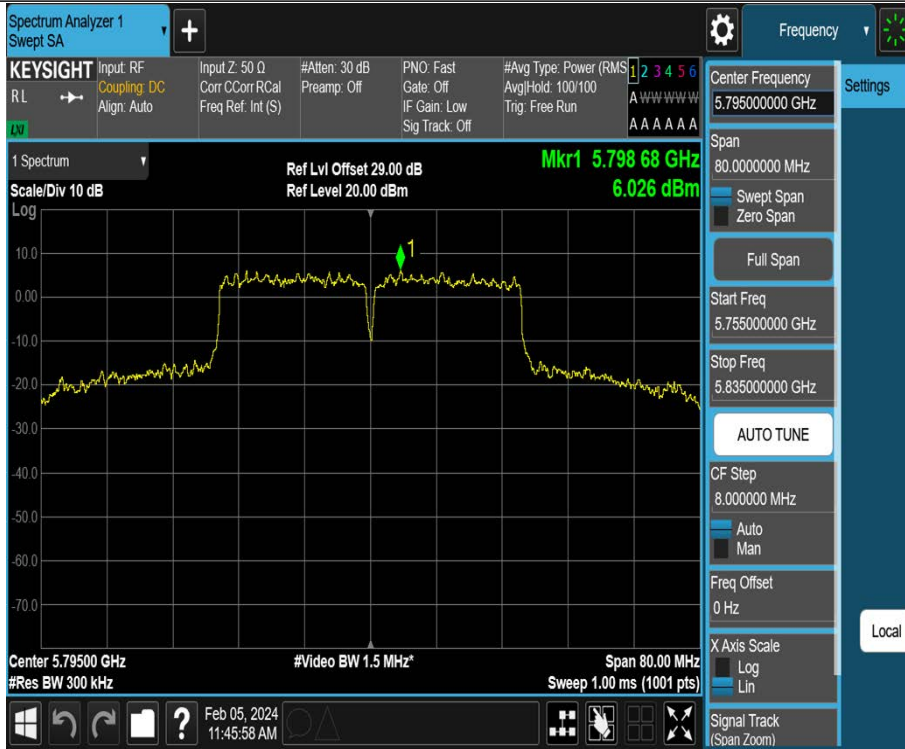 Spectrum Analyzer 1
Swept SA
+
Frequency
KEYSIGHT
RL
LXI
Input: RF
Coupling: DC
Align: Auto
Input Z: 50 Ω
Corr CCorr RCal
Freq Ref: Int (S)
#Atten: 30 dB
Preamp: Off
PNO: Fast
Gate: Off
IF Gain: Low
Sig Track: Off
#Avg Type: Power (RMS
Avg|Hold: 100/100
Trig: Free Run
1 2 3 4 5 6
A W W W W W
A A A A A A
Center Frequency
5.795000000 GHz
Settings
Span
80.0000000 MHz
Swept Span
Zero Span
Full Span
Start Freq
5.755000000 GHz
Stop Freq
5.835000000 GHz
AUTO TUNE
CF Step
8.000000 MHz
Auto
Man
Freq Offset
0 Hz
X Axis Scale
Log
Lin
Signal Track
(Span Zoom)
Local
1 Spectrum
Scale/Div 10 dB
Ref Lvl Offset 29.00 dB
Ref Level 20.00 dBm
Mkr1 5.798 68 GHz
6.026 dBm
Log
1
10.0
0.00
-10.0
-20.0
-30.0
-40.0
-50.0
-60.0
-70.0
Center 5.79500 GHz
#Res BW 300 kHz
#Video BW 1.5 MHz*
Span 80.00 MHz
Sweep 1.00 ms (1001 pts)
?
Feb 05, 2024
11:45:58 AM